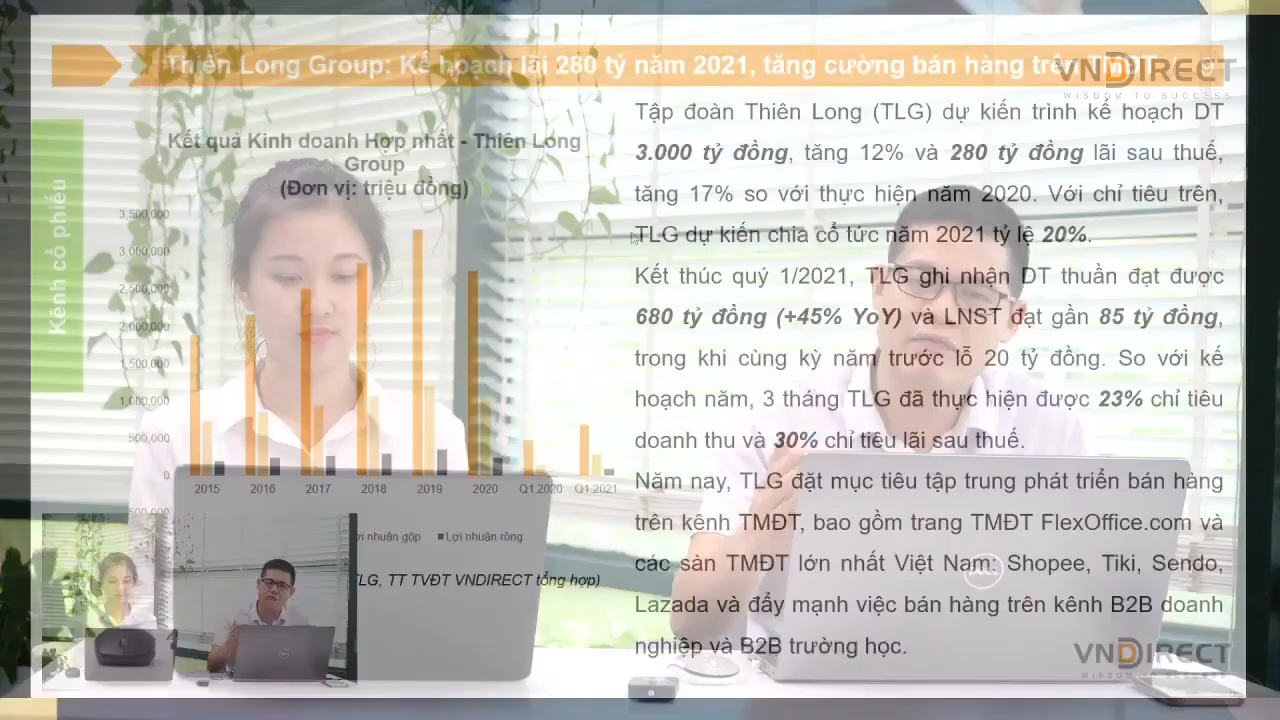 Thiên Long Group: Kế hoạch lãi 280 tỷ năm 2021, tăng cường bán hàng trên TMĐT
VNDIRECT
WISDOM TO SUCCESS
Kênh cổ phiếu
Kết quả Kinh doanh Hợp nhất - Thiên Long
Group
(Đơn vị: triệu đồng)
3,500,000
3,000,000
2,500,000
2,000,000
1,500,000
1,000,000
500,000
0
500,000
2015 2016 2017 2018 2019 2020 Q1.2020 Q1.2021
lợi nhuận gộp Lợi nhuận ròng
TLG, TT TVĐT VNDIRECT tổng hợp)
Tập đoàn Thiên Long (TLG) dự kiến trình kế hoạch DT
3.000 tỷ đồng, tăng 12% và 280 tỷ đồng lãi sau thuế,
tăng 17% so với thực hiện năm 2020. Với chỉ tiêu trên,
TLG dự kiến chia cổ tức năm 2021 tỷ lệ 20%.
Kết thúc quý 1/2021, TLG ghi nhận DT thuần đạt được
680 tỷ đồng (+45% YoY) và LNST đạt gần 85 tỷ đồng,
trong khi cùng kỳ năm trước lỗ 20 tỷ đồng. So với kế
hoạch năm, 3 tháng TLG đã thực hiện được 23% chỉ tiêu
doanh thu và 30% chỉ tiêu lãi sau thuế.
Năm nay, TLG đặt mục tiêu tập trung phát triển bán hàng
trên kênh TMĐT, bao gồm trang TMĐT FlexOffice.com và
các sàn TMĐT lớn nhất Việt Nam: Shopee, Tiki, Sendo,
Lazada và đẩy mạnh việc bán hàng trên kênh B2B doanh
nghiệp và B2B trường học.
VNDIRECT
WISDOM TO SUCCESS